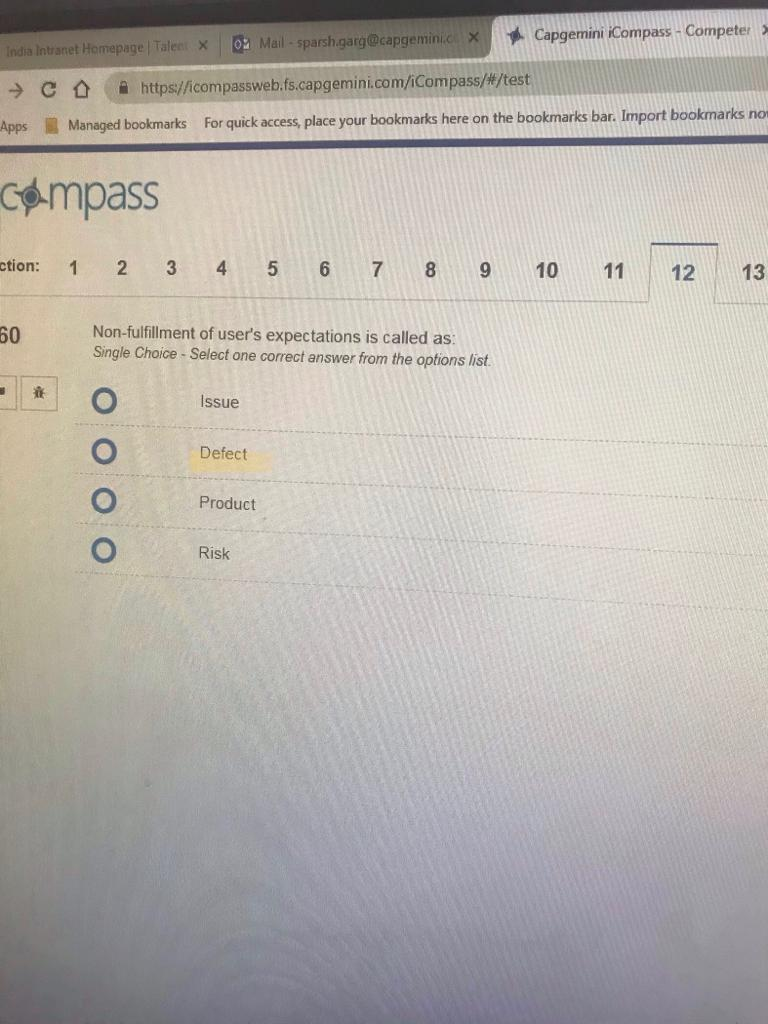 India Intranet Homepage | Talent
Mail - sparsh.garg@capgemini.c
Capgemini iCompass - Competer
https://icompassweb.fs.capgemini.com/iCompass/#/test
Apps Managed bookmarks For quick access, place your bookmarks here on the bookmarks bar. Import bookmarks no
compass
ction: 1 2 3 4 5 6 7 8 9 10 11 12 13
60
Non-fulfillment of user's expectations is called as:
Single Choice - Select one correct answer from the options list.
Issue
Defect
Product
Risk